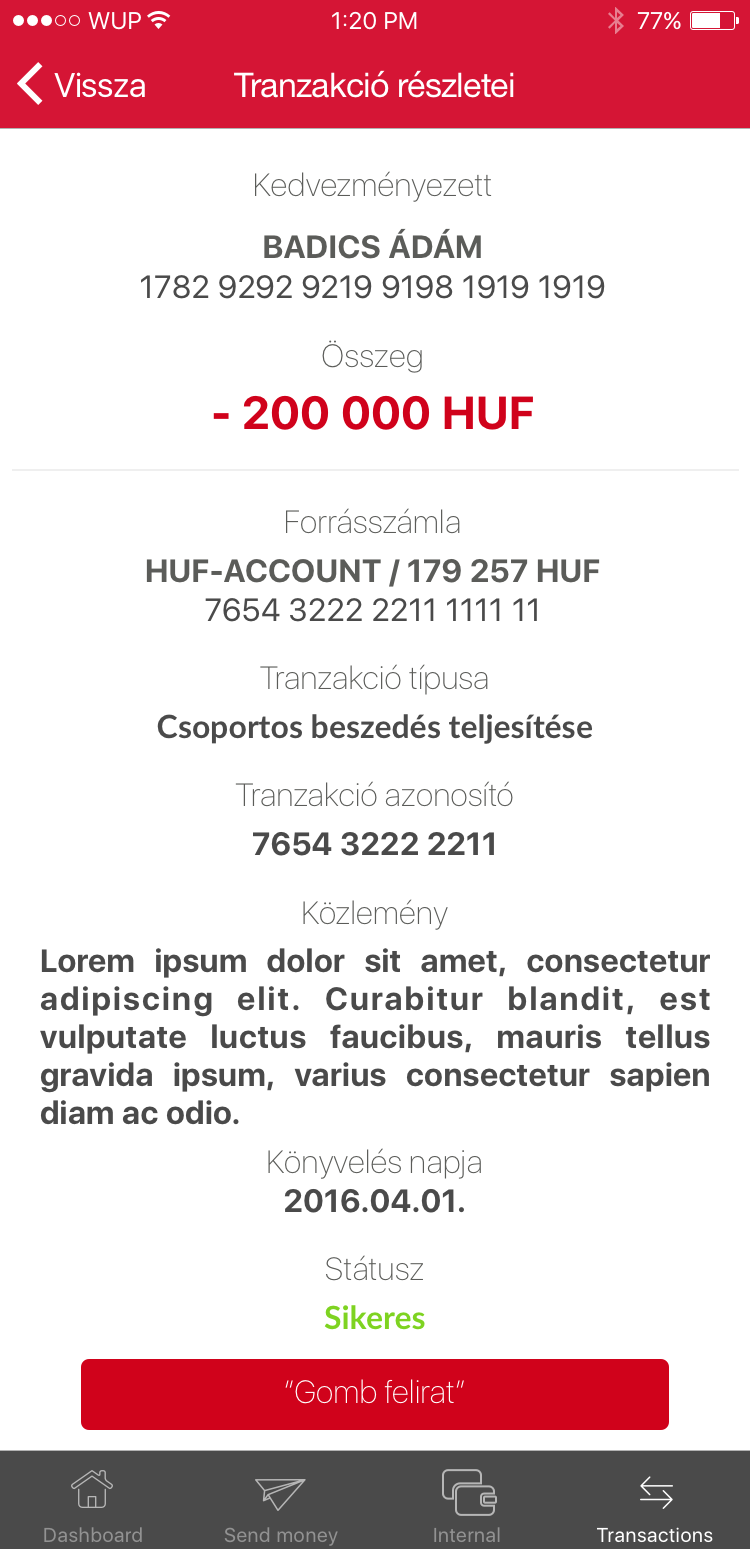 WUP 1:20 PM 77%
Vissza Tranzakció részletei
Kedvezményezett
BADICS ÁDÁM
1782 9292 9219 9198 1919 1919
Összeg
- 200 000 HUF
Forrásszámla
HUF-ACCOUNT / 179 257 HUF
7654 3222 2211 1111 11
Tranzakció típusa
Csoportos beszedés teljesítése
Tranzakció azonosító
7654 3222 2211
Közlemény
Lorem ipsum dolor sit amet, consectetur
adipiscing elit. Curabitur blandit, est
vulputate luctus faucibus, mauris tellus
gravida ipsum, varius consectetur sapien
diam ac odio.
Könyvelés napja
2016.04.01.
Státusz
Sikeres
“Gomb felirat”
Dashboard Send money Internal Transactions